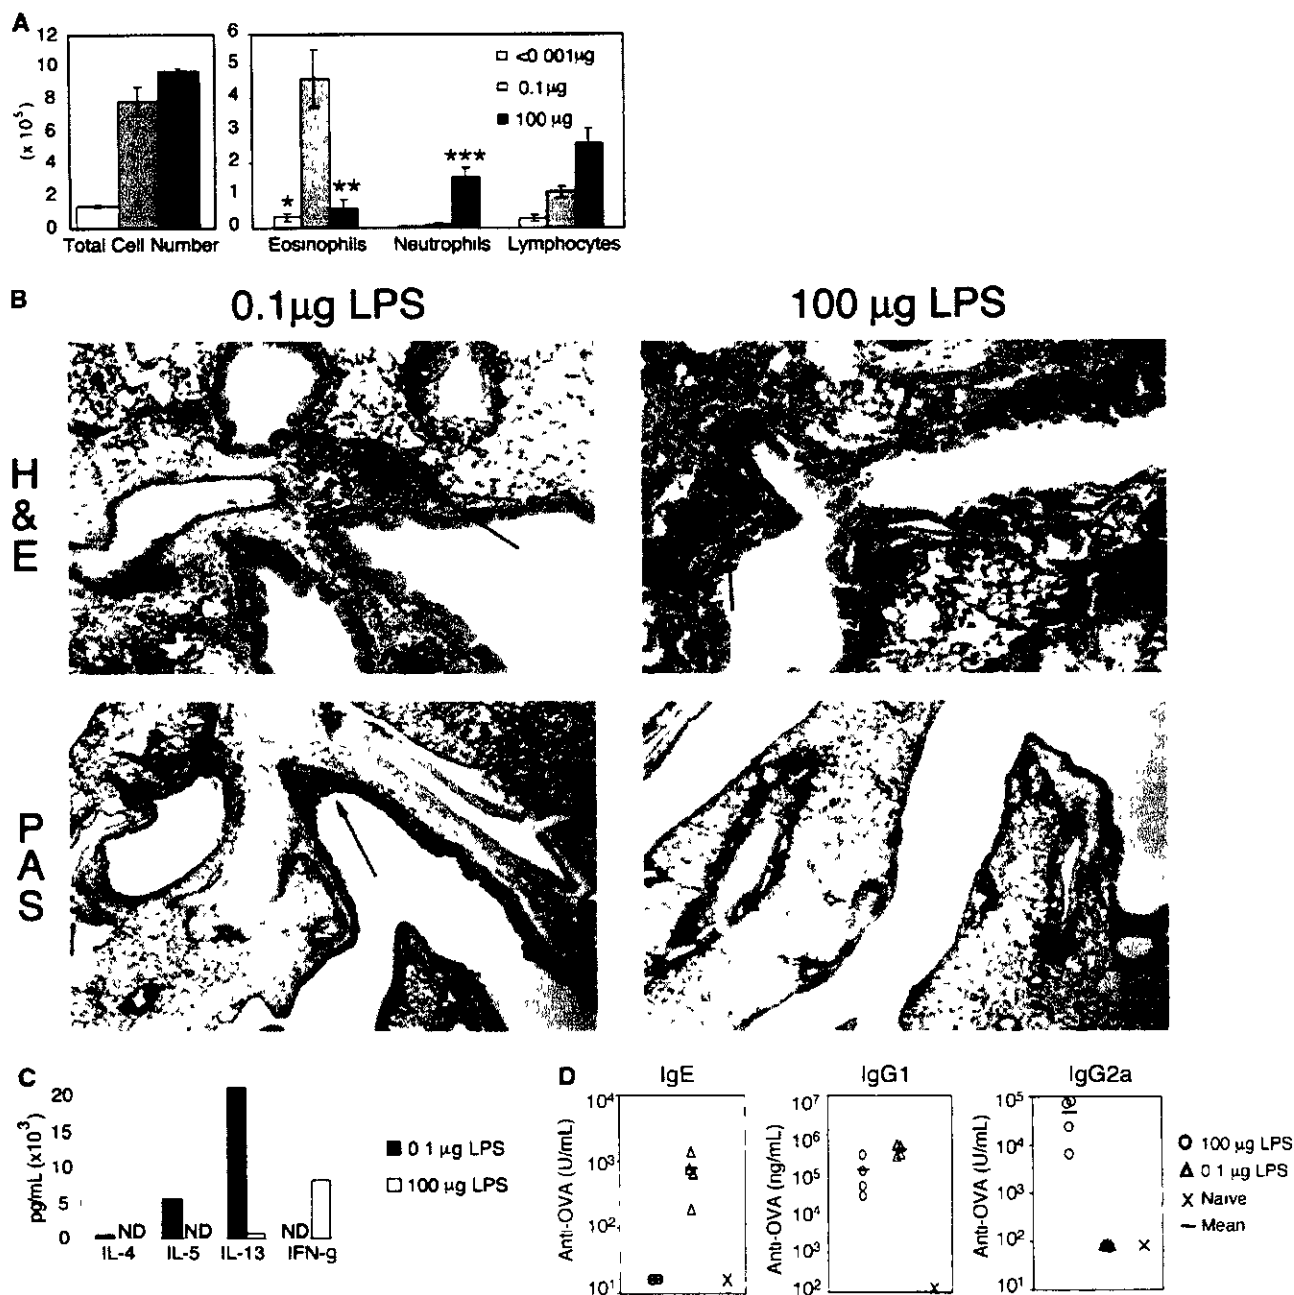 A
12
10
8
6
4
2
0
(x 10⁵)
Total Cell Number
6
5
4
3
2
1
0
<0 001µg
0.1µg
100 µg
*
**
***
Eosinophils
Neutrophils
Lymphocytes
B
0.1µg LPS
100 µg LPS
H&E
PAS
C
20
15
10
5
0
pg/mL (x10³)
ND
ND
ND
IL-4
IL-5
IL-13
IFN-g
0 1 µg LPS
100 µg LPS
D
IgE
Anti-OVA (U/mL)
10⁴
10³
10²
10¹
IgG1
Anti-OVA (ng/mL)
10⁷
10⁶
10⁵
10⁴
10³
10²
IgG2a
Anti-OVA (U/mL)
10⁵
10⁴
10³
10²
10¹
100 µg LPS
0 1 µg LPS
Naive
Mean